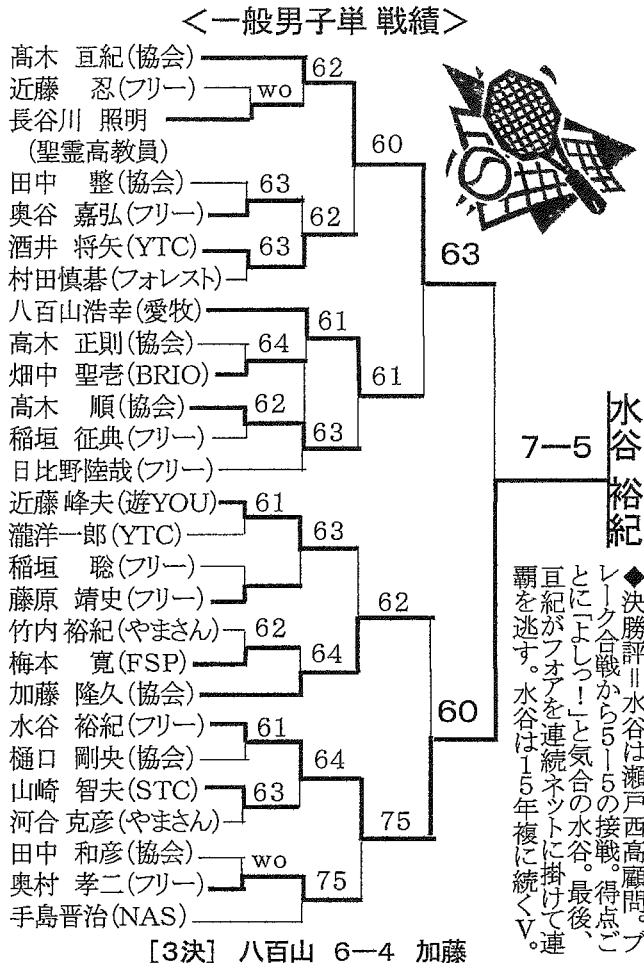 ＜一般男子単 戦績＞
髙木 亘紀(協会)
近藤 忍(フリー)
長谷川 照明
(聖霊高教員)
田中 整(協会)
奥谷 嘉弘(フリー)
酒井 将矢(YTC)
村田慎碁(フォレスト)
八百山浩幸(愛牧)
高木 正則(協会)
畑中 聖壱(BRIO)
髙木 順(協会)
稲垣 征典(フリー)
日比野陸哉(フリー)
近藤峰夫(遊YOU)
瀧洋一郎(YTC)
稲垣 聡(フリー)
藤原 靖史(フリー)
竹内裕紀(やまさん)
梅本 寛(FSP)
加藤 隆久(協会)
水谷 裕紀(フリー)
樋口 剛央(協会)
山崎 智夫(STC)
河合克彦(やまさん)
田中 和彦(協会)
奥村 孝二(フリー)
手島晋治(NAS)
wo
63
63
64
62
61
62
61
63
wo
62
62
61
63
63
64
64
75
60
61
62
75
63
60
7―5
水谷 裕紀
◆決勝評＝水谷は瀬戸西高顧問。ブ
レーク合戦から5―5の接戦。得点ご
とに「よしっ！」と気合の水谷。最後、
亘紀がフォアを連続ネットに掛けて連
覇を逃す。水谷は15年複に続くV。
[3決] 八百山 6―4 加藤